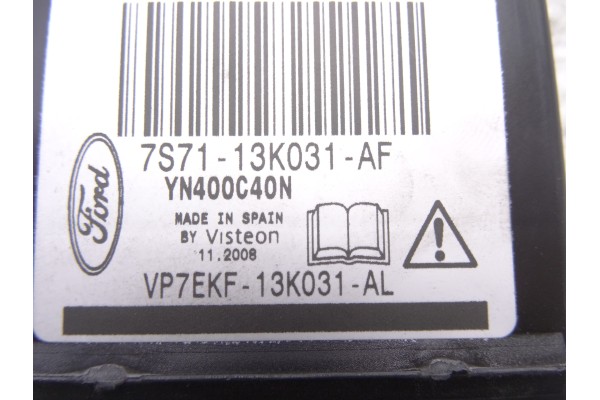 7S71-13K031-AF
YN400C40N
Ford
MADE IN SPAIN
BY Visteon
11.2008
VP7EKF-13K031-AL